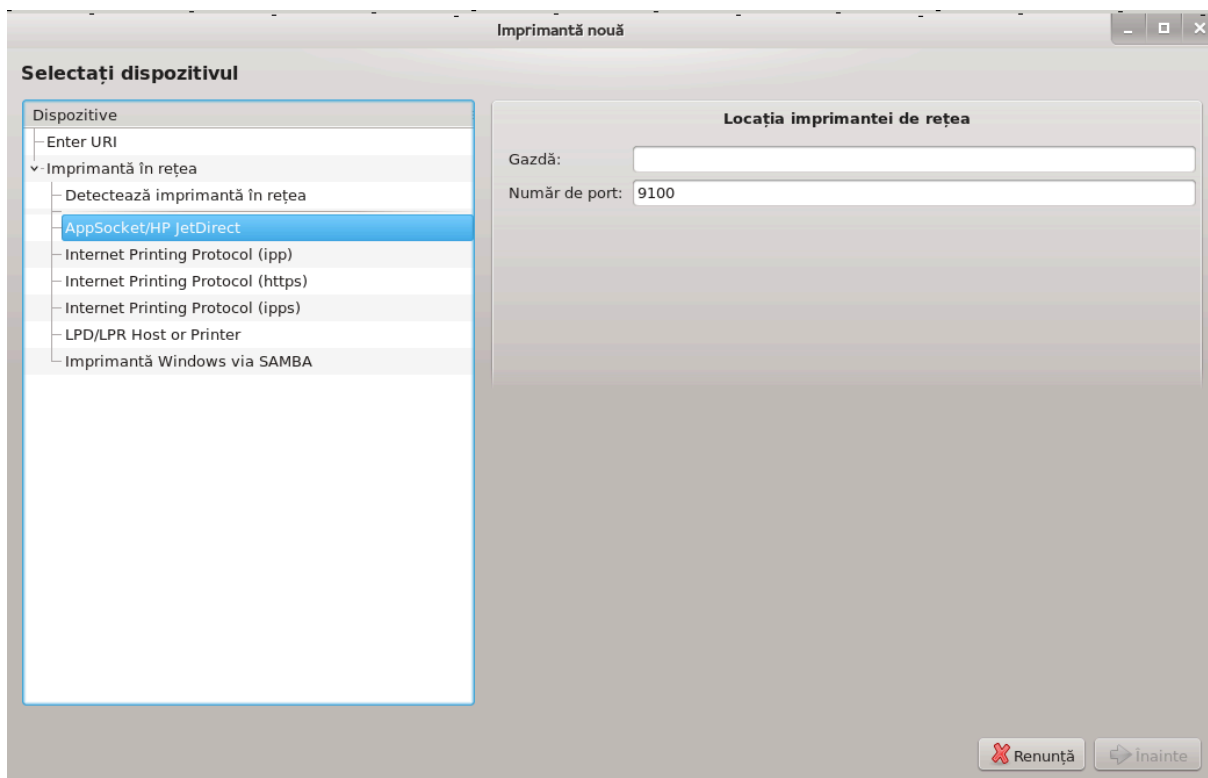 Imprimantă nouă
Selectați dispozitivul
Dispozitive
Enter URI
Imprimantă în rețea
Detectează imprimantă în rețea
AppSocket/HP JetDirect
Internet Printing Protocol (ipp)
Internet Printing Protocol (https)
Internet Printing Protocol (ipps)
LPD/LPR Host or Printer
Imprimantă Windows via SAMBA
Locația imprimantei de rețea
Gazdă:
Număr de port: 9100
Renunță
Înainte